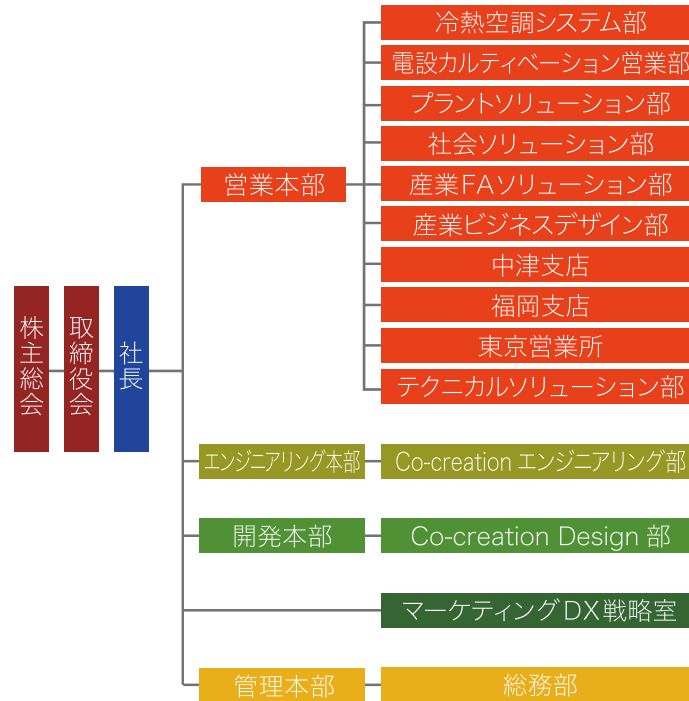 株主総会
取締役会
社長
営業本部
冷熱空調システム部
電設カルティベーション営業部
プラントソリューション部
社会ソリューション部
産業FAソリューション部
産業ビジネスデザイン部
中津支店
福岡支店
東京営業所
テクニカルソリューション部
エンジニアリング本部
Co-creation エンジニアリング部
開発本部
Co-creation Design 部
マーケティングDX戦略室
管理本部
総務部